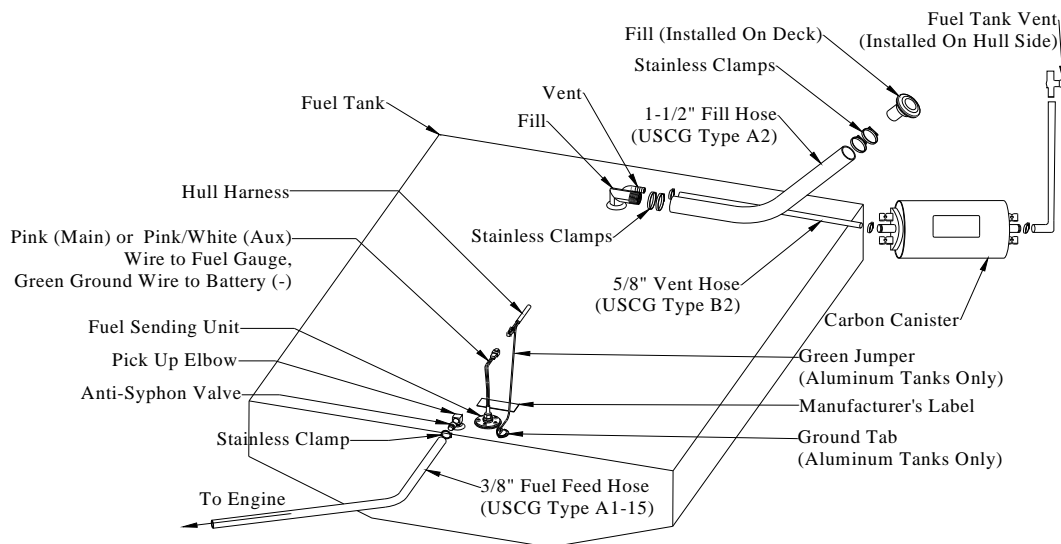 Fuel Tank Vent
(Installed On Hull Side)
Fill (Installed On Deck)
Stainless Clamps
Vent
Fuel Tank
1-1/2" Fill Hose
(USCG Type A2)
Fill
Hull Harness
Stainless Clamps
Pink (Main) or Pink/White (Aux)
Wire to Fuel Gauge,
Green Ground Wire to Battery (-)
5/8" Vent Hose
(USCG Type B2)
Carbon Canister
Fuel Sending Unit
Pick Up Elbow
Green Jumper
(Aluminum Tanks Only)
Anti-Syphon Valve
Manufacturer's Label
Stainless Clamp
Ground Tab
(Aluminum Tanks Only)
3/8" Fuel Feed Hose
(USCG Type A1-15)
To Engine